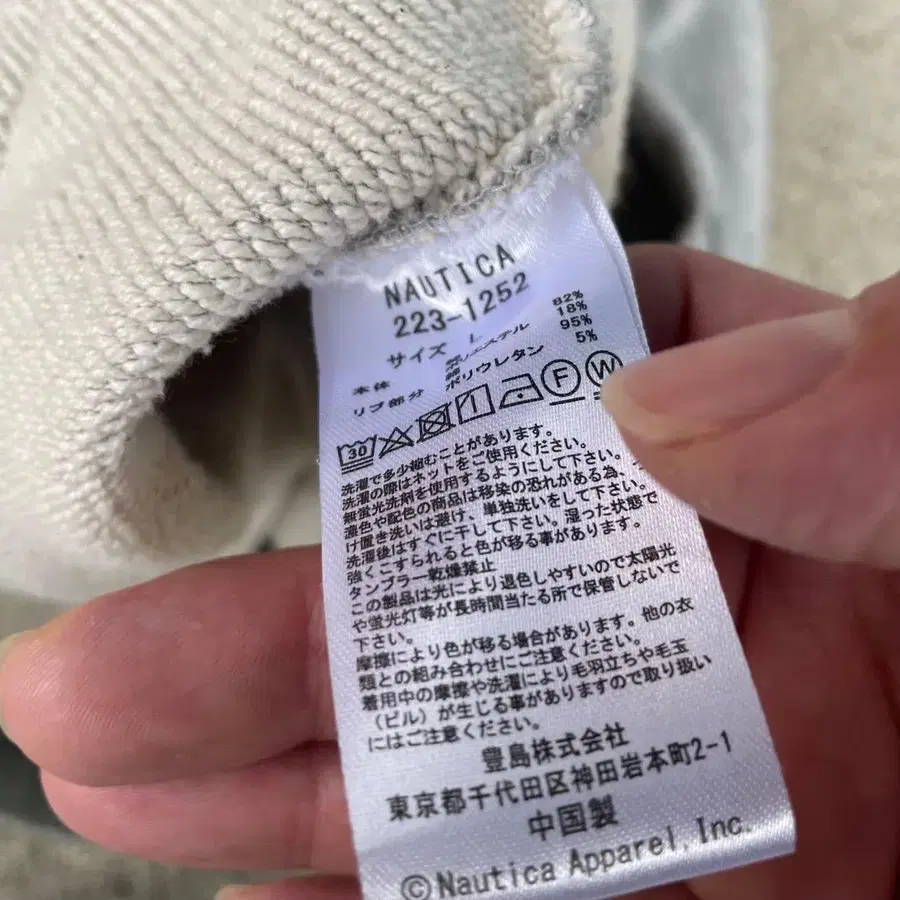 NAUTICA
223-1252
サイズ L
本体 ポリエステル 82%
綿 18%
リブ部分 綿 95%
ポリウレタン 5%
30 F W
洗濯で多少縮むことがあります。
洗濯の際はネットをご使用ください。
無蛍光洗剤を使用するようにして下さい。
濃色や配色の商品は移染の恐れがある為、
け置き洗いは避け、単独洗いをして下さい。
洗濯後はすぐに干して下さい。湿った状態で
強くこすられると色が移る事があります。
タンブラー乾燥禁止
この製品は光により退色しやすいので太陽光
や蛍光灯等が長時間当たる所で保管しないで
下さい。
摩擦により色が移る場合があります。他の衣
類との組み合わせにご注意ください。
着用中の摩擦や洗濯により毛羽立ちや毛玉
（ピル）が生じる事がありますので取り扱い
にはご注意ください。
豊島株式会社
東京都千代田区神田岩本町2-1
中国製
©Nautica Apparel, Inc.